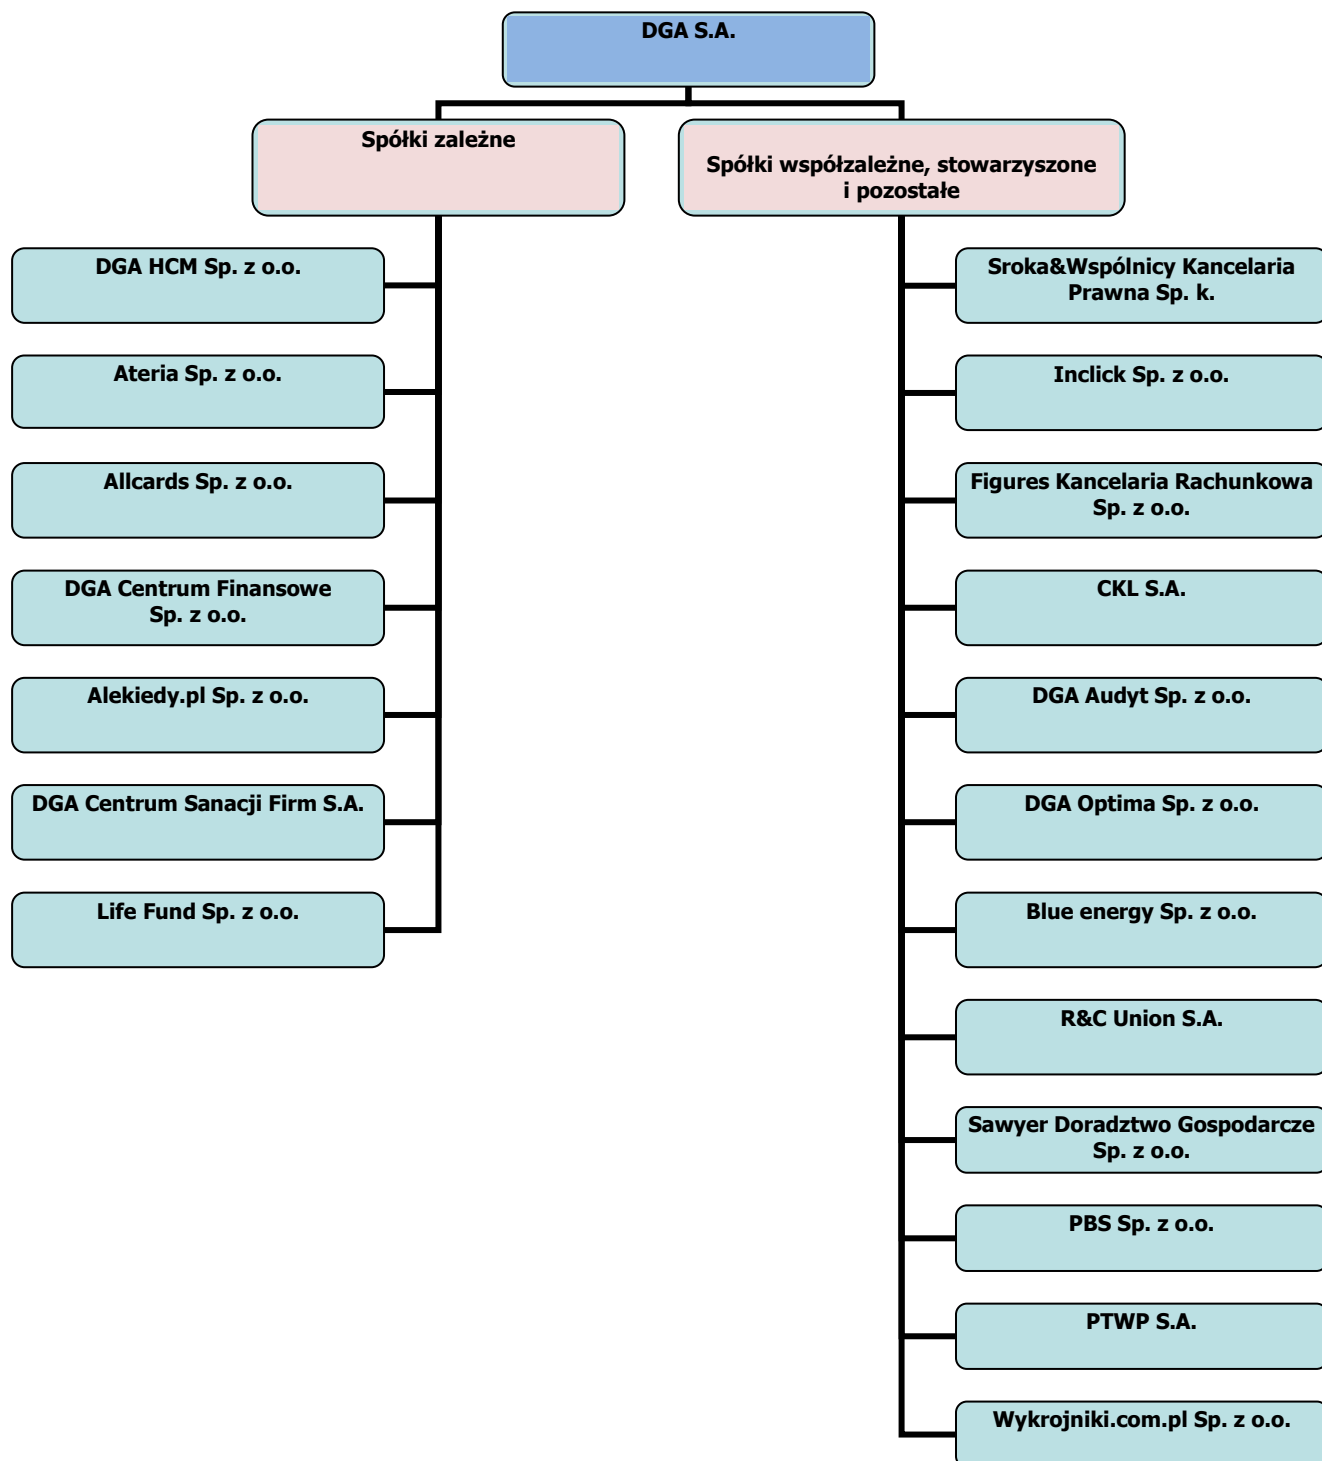 DGA S.A.
Spółki zależne
Spółki współzależne, stowarzyszone
i pozostałe
DGA HCM Sp. z o.o.
Ateria Sp. z o.o.
Allcards Sp. z o.o.
DGA Centrum Finansowe
Sp. z o.o.
Alekiedy.pl Sp. z o.o.
DGA Centrum Sanacji Firm S.A.
Life Fund Sp. z o.o.
Sroka&Wspólnicy Kancelaria
Prawna Sp. k.
Inclick Sp. z o.o.
Figures Kancelaria Rachunkowa
Sp. z o.o.
CKL S.A.
DGA Audyt Sp. z o.o.
DGA Optima Sp. z o.o.
Blue energy Sp. z o.o.
R&C Union S.A.
Sawyer Doradztwo Gospodarcze
Sp. z o.o.
PBS Sp. z o.o.
PTWP S.A.
Wykrojniki.com.pl Sp. z o.o.